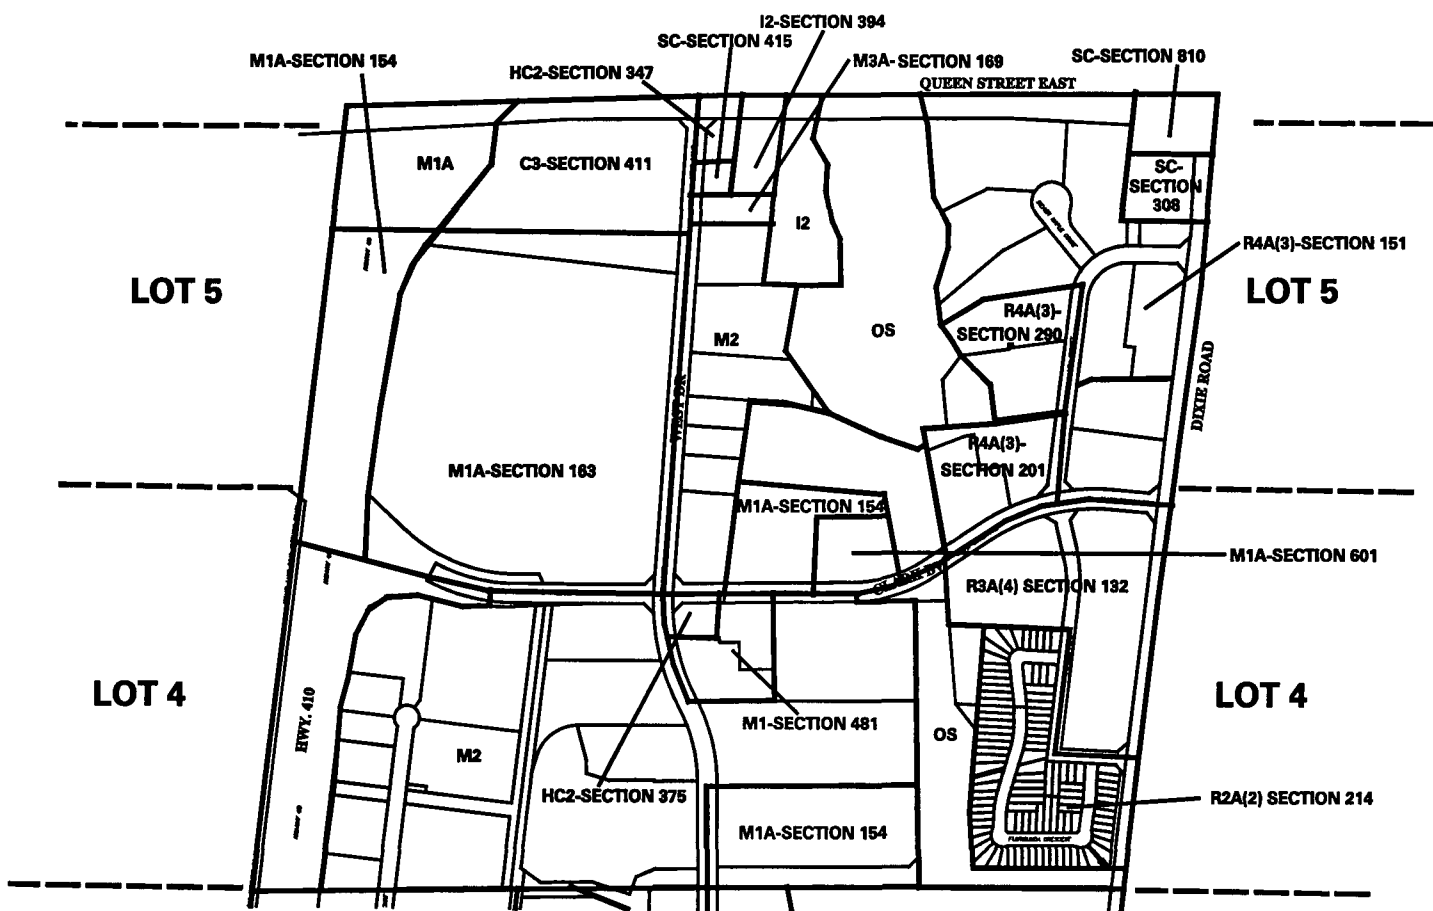 I2-SECTION 394
SC-SECTION 415
M1A-SECTION 154
HC2-SECTION 347
M3A- SECTION 169
SC-SECTION 810
QUEEN STREET EAST
M1A
C3-SECTION 411
SC-
SECTION
308
I2
R4A(3)-SECTION 151
LOT 5
LOT 5
R4A(3)-
SECTION 290
OS
M2
DIXIE ROAD
WEST DR
M1A-SECTION 163
R4A(3)-
SECTION 201
M1A-SECTION 154
M1A-SECTION 601
R3A(4) SECTION 132
LOT 4
LOT 4
HWY. 410
M1-SECTION 481
OS
M2
HC2-SECTION 375
R2A(2) SECTION 214
M1A-SECTION 154